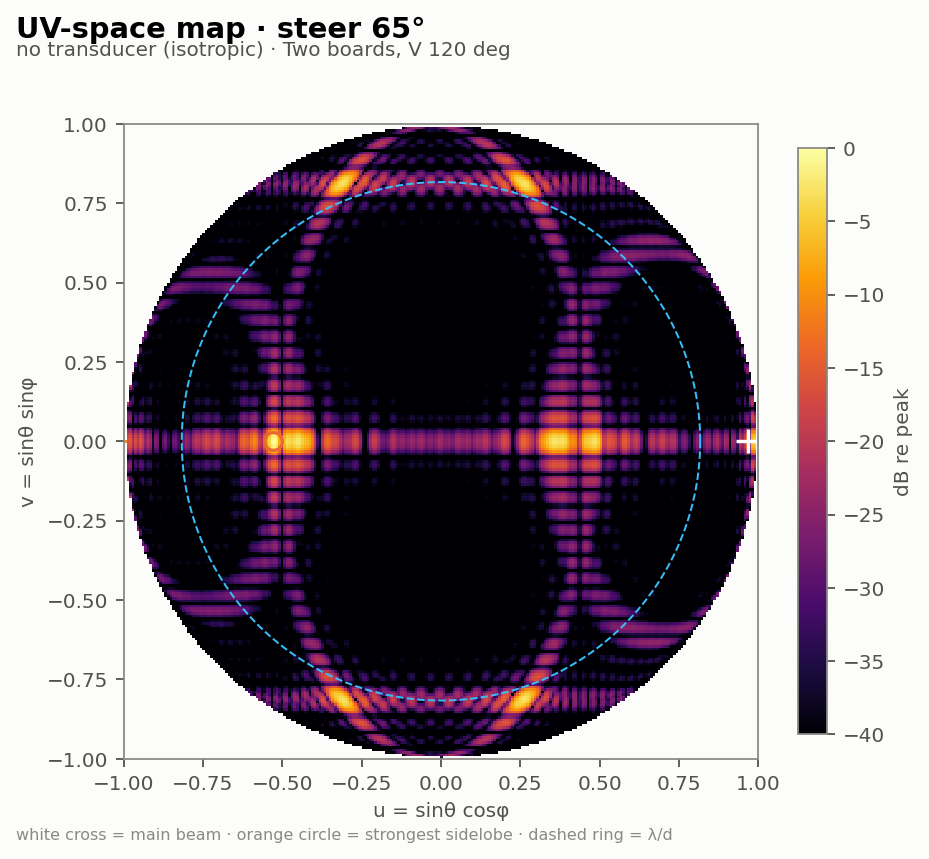 UV-space map · steer 65°
no transducer (isotropic) · Two boards, V 120 deg
1.00
0.75
0.50
0.25
0.00
−0.25
−0.50
−0.75
−1.00
v = sinθ sinφ
−1.00 −0.75 −0.50 −0.25 0.00 0.25 0.50 0.75 1.00
u = sinθ cosφ
0
−5
−10
−15
−20
−25
−30
−35
−40
dB re peak
white cross = main beam · orange circle = strongest sidelobe · dashed ring = λ/d